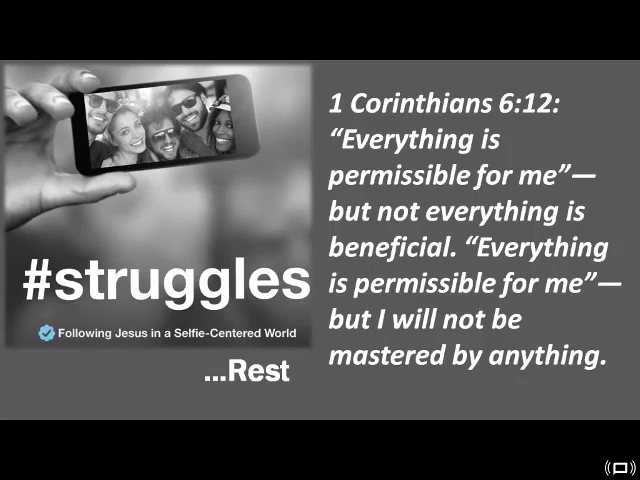 #struggles
Following Jesus in a Selfie-Centered World
...Rest
1 Corinthians 6:12:
“Everything is
permissible for me”—
but not everything is
beneficial. “Everything
is permissible for me”—
but I will not be
mastered by anything.